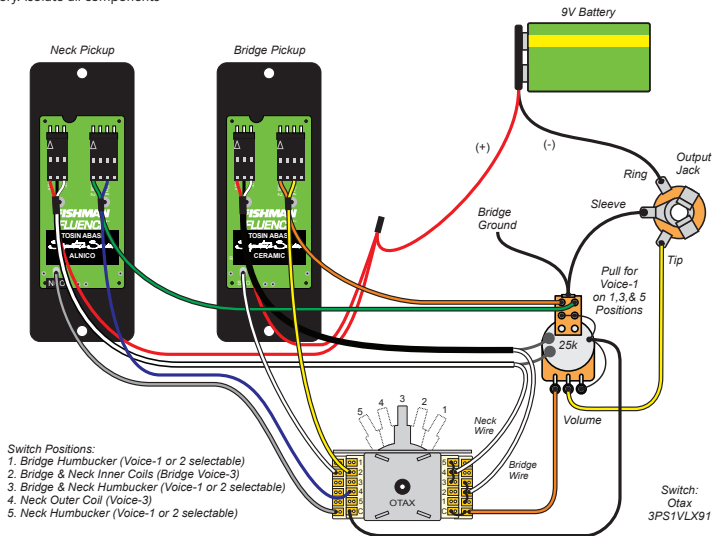 9V Battery
Neck Pickup
Bridge Pickup
(+)
(-)
Ring
Output
Jack
Sleeve
Bridge
Ground
Tip
FISHMAN
FLUENCE
TOSIN ABASI
ALNICO
FISHMAN
FLUENCE
TOSIN ABASI
CERAMIC
Pull for
Voice-1
on 1,3,& 5
Positions
25k
Volume
5
4
3
2
1
Neck
Wire
Bridge
Wire
OTAX
Switch Positions:
1. Bridge Humbucker (Voice-1 or 2 selectable)
2. Bridge & Neck Inner Coils (Bridge Voice-3)
3. Bridge & Neck Humbucker (Voice-1 or 2 selectable)
4. Neck Outer Coil (Voice-3)
5. Neck Humbucker (Voice-1 or 2 selectable)
Switch:
Otax
3PS1VLX91